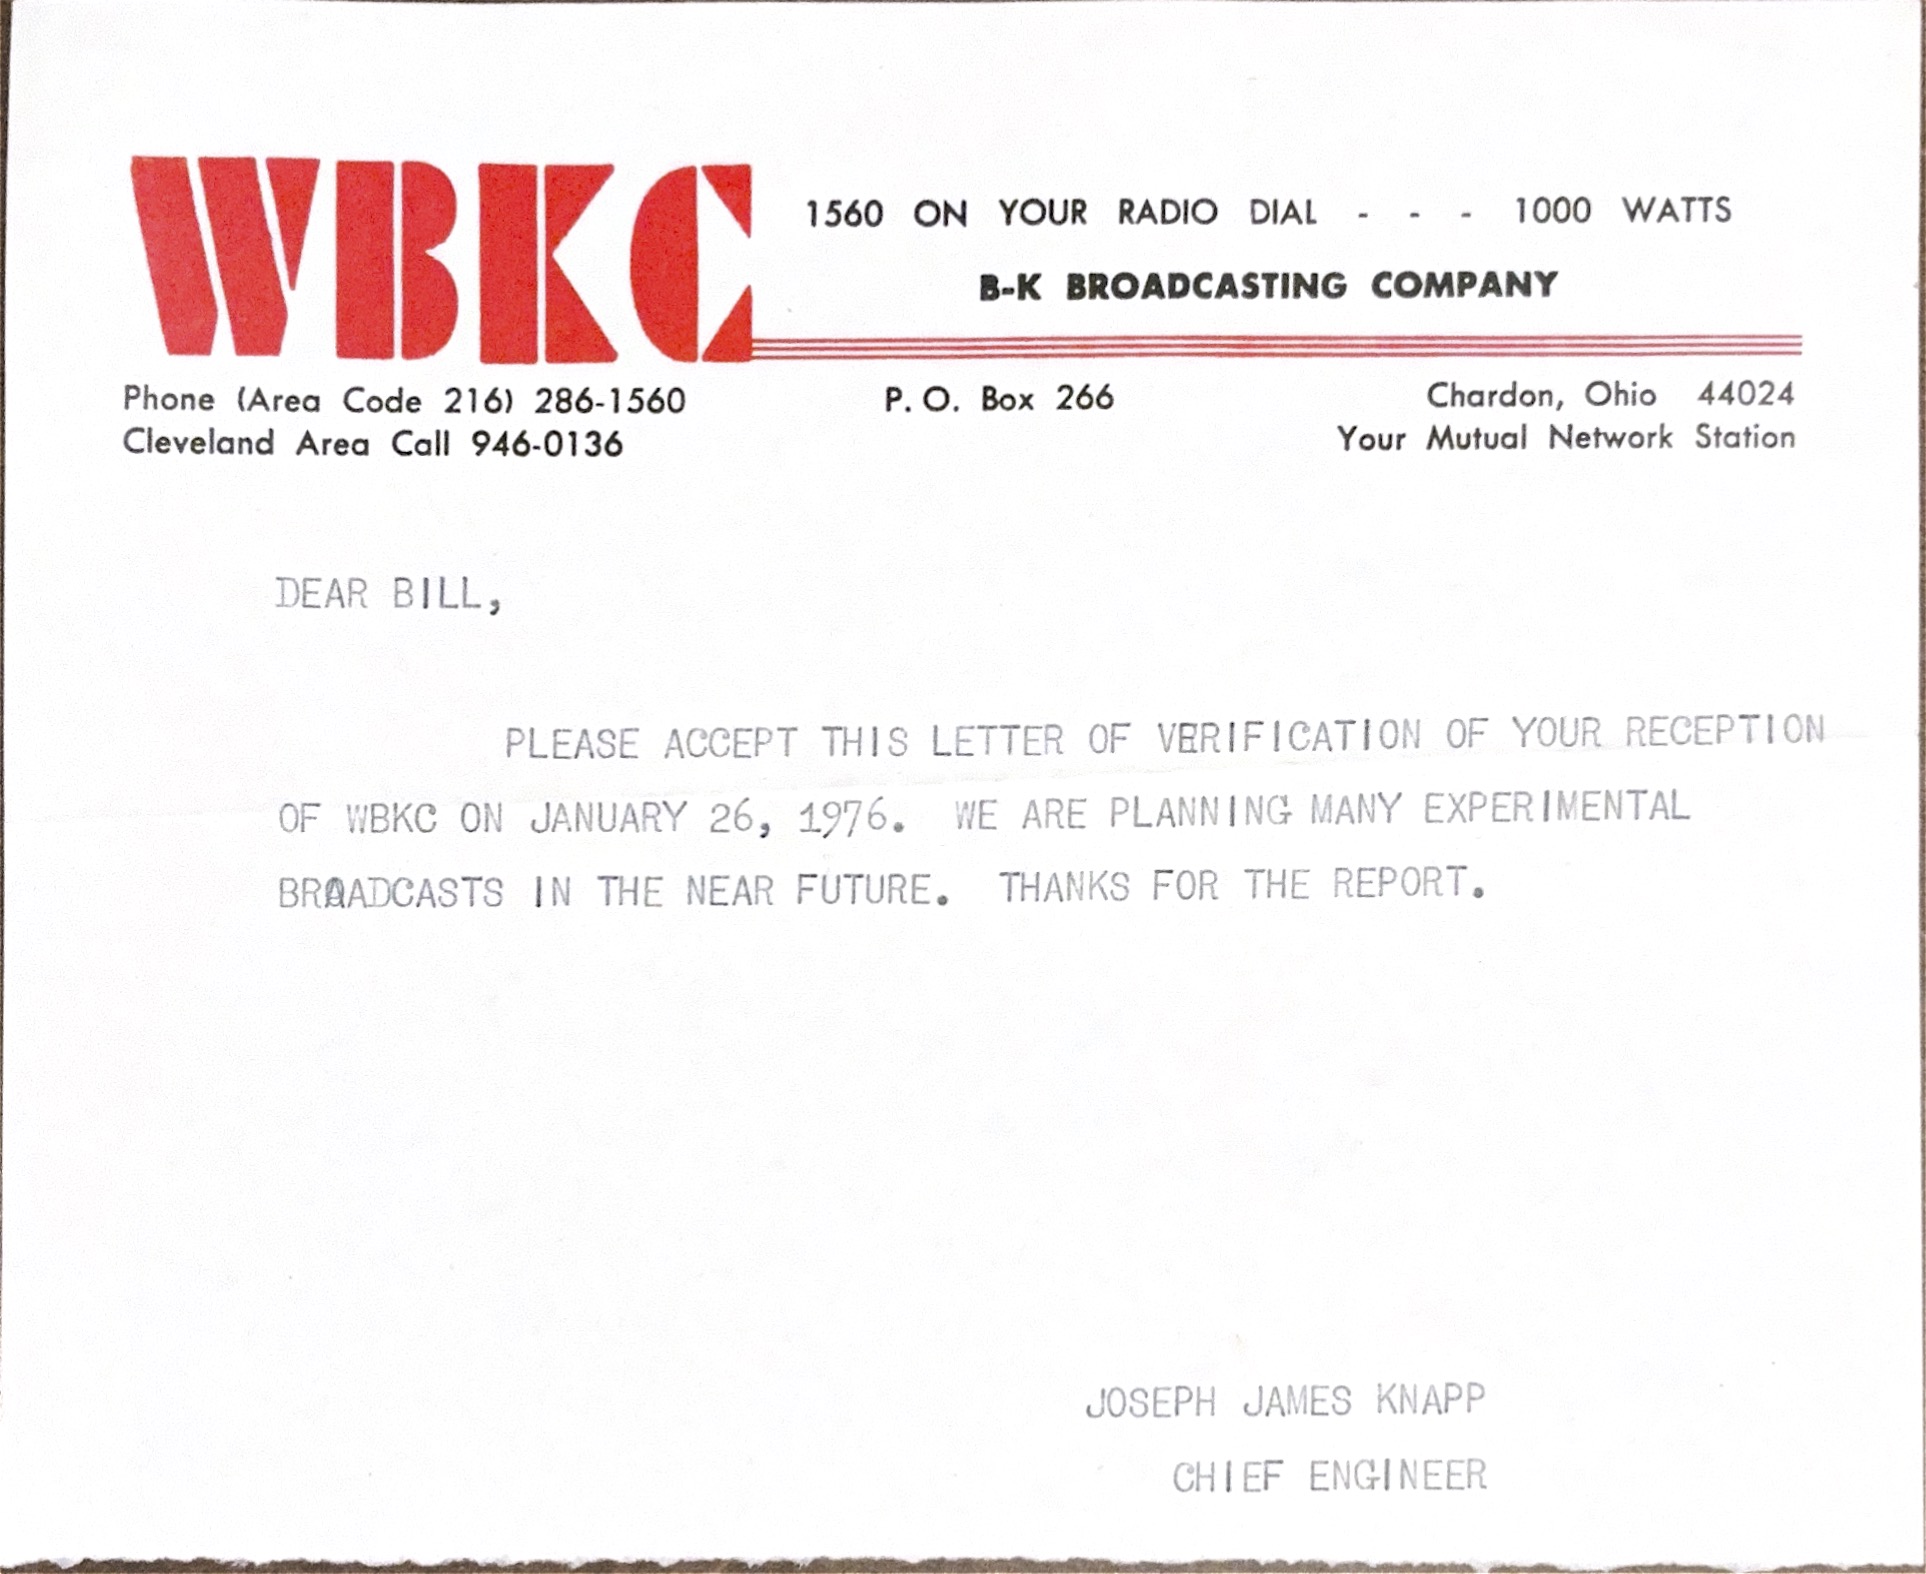 WBKC
1560 ON YOUR RADIO DIAL - - - 1000 WATTS
B-K BROADCASTING COMPANY
Phone (Area Code 216) 286-1560
Cleveland Area Call 946-0136
P. O. Box 266
Chardon, Ohio 44024
Your Mutual Network Station
DEAR BILL,
PLEASE ACCEPT THIS LETTER OF VERIFICATION OF YOUR RECEPTION
OF WBKC ON JANUARY 26, 1976. WE ARE PLANNING MANY EXPERIMENTAL
BROADCASTS IN THE NEAR FUTURE. THANKS FOR THE REPORT.
JOSEPH JAMES KNAPP
CHIEF ENGINEER